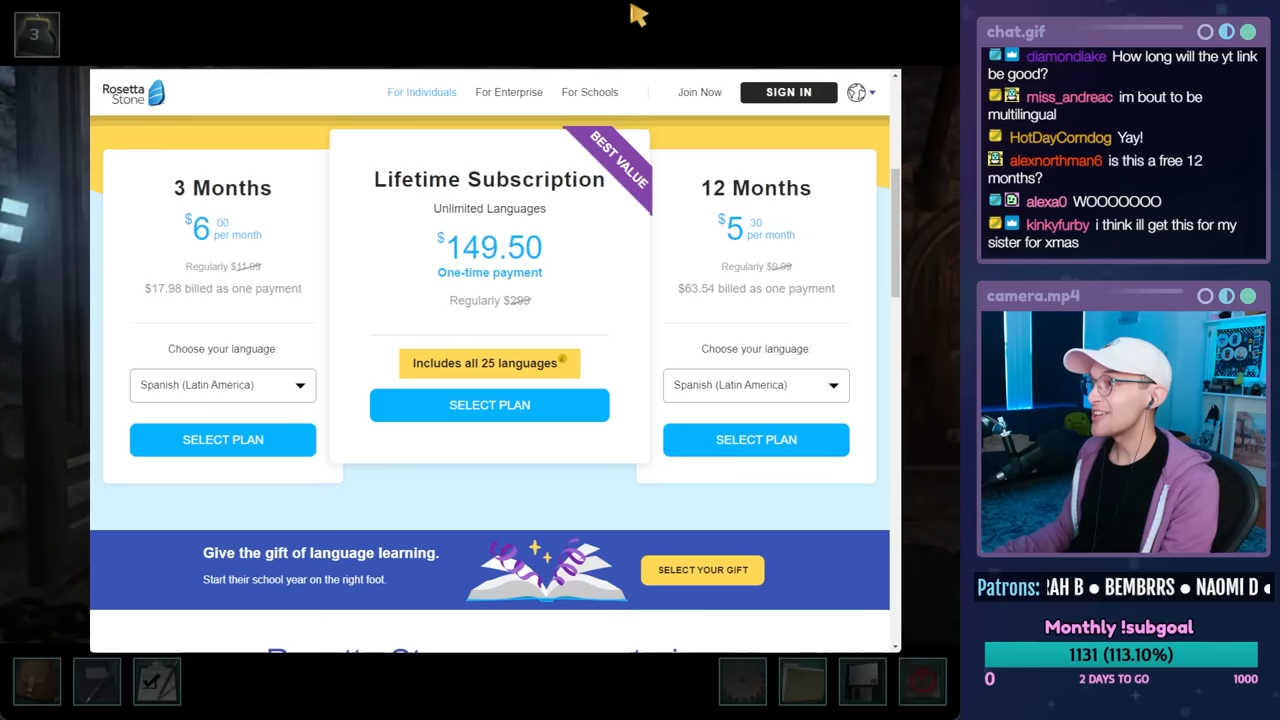 3
Rosetta
Stone
For Individuals
For Enterprise
For Schools
Join Now
SIGN IN
3 Months
$6.00
per month
Regularly $11.99
$17.98 billed as one payment
Choose your language:
Spanish (Latin America)
SELECT PLAN
BEST VALUE
Lifetime Subscription
Unlimited Languages
$149.50
One-time payment
Regularly $299
Includes all 25 languages
SELECT PLAN
12 Months
$5.30
per month
Regularly $9.99
$63.54 billed as one payment
Choose your language:
Spanish (Latin America)
SELECT PLAN
Give the gift of language learning.
Start their school year on the right foot.
SELECT YOUR GIFT
chat.gif
diamondlake How long will the yt link
be good?
miss_andreac im bout to be
multilingual
HotDayCorndog Yay!
alexnorthman6 is this a free 12
months?
alexa0 WOOOOOOO
kinkyfurby i think ill get this for my
sister for xmas
camera.mp4
Patrons: RAH B ● BEMBRRS ● NAOMI D ●
Monthly !subgoal
1131 (113.10%)
0
2 DAYS TO GO
1000